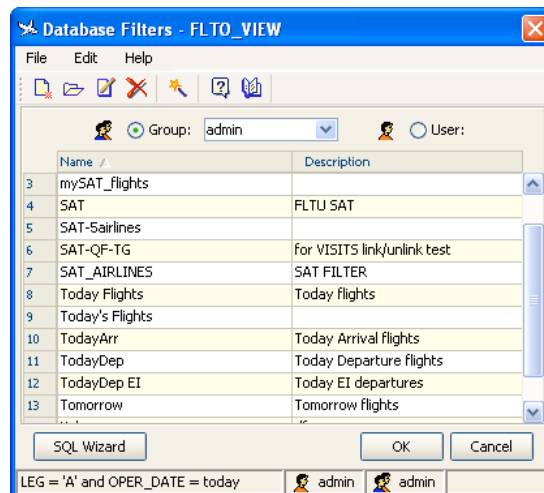 Database Filters - FLTO_VIEW
File Edit Help
Group: admin User:
Name Description
3 mySAT_flights
4 SAT FLTU SAT
5 SAT-5airlines
6 SAT-QF-TG for VISITS link/unlink test
7 SAT_AIRLINES SAT FILTER
8 Today Flights Today flights
9 Today's Flights
10 TodayArr Today Arrival flights
11 TodayDep Today Departure flights
12 TodayDep EI Today EI departures
13 Tomorrow Tomorrow flights
SQL Wizard OK Cancel
LEG = 'A' and OPER_DATE = today admin admin